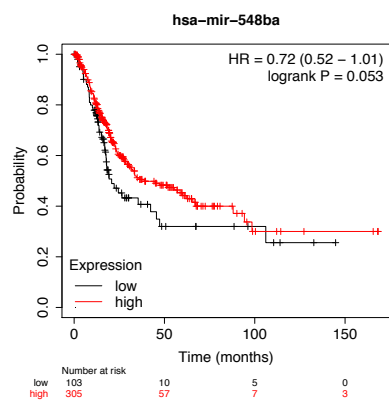 hsa−mir−548ba
HR = 0.72 (0.52 − 1.01)
logrank P = 0.053
Probability
1.0
0.8
0.6
0.4
0.2
0.0
Expression
low
high
0 50 100 150
Time (months)
Number at risk
low 103 10 5 0
high 305 57 7 3